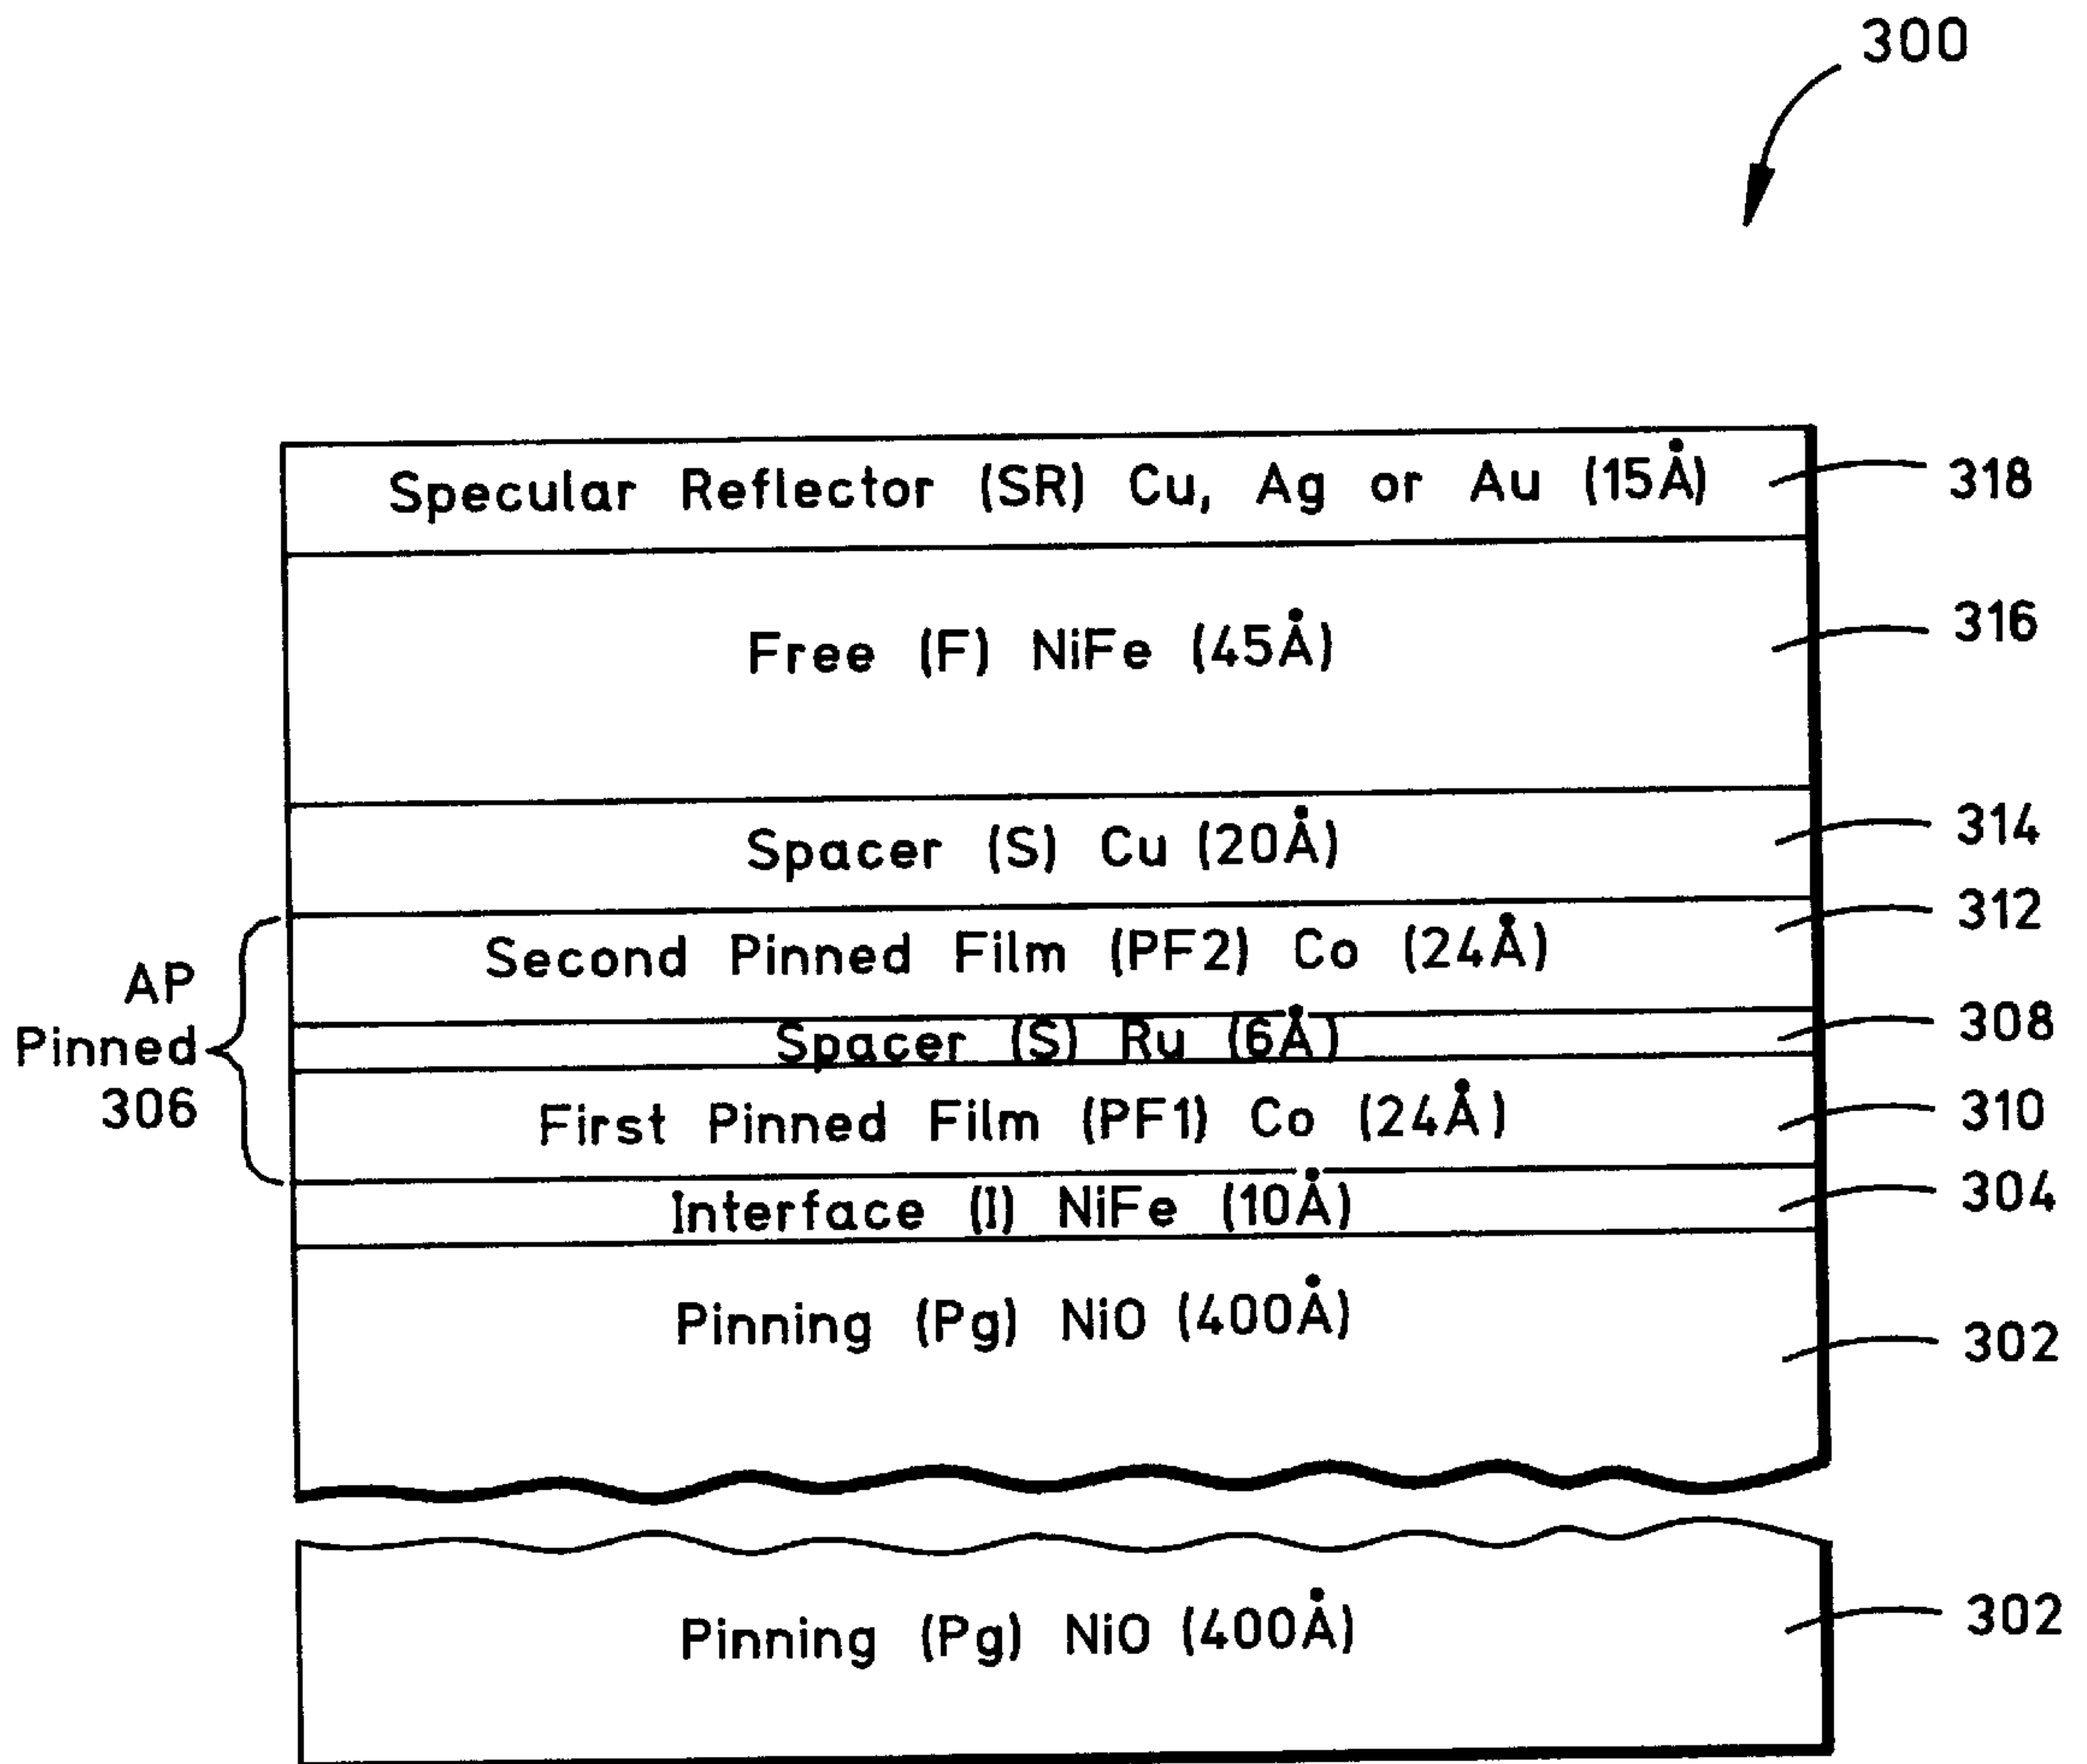 300
Specular Reflector (SR) Cu, Ag or Au (15Å)
318
Free (F) NiFe (45Å)
316
Spacer (S) Cu (20Å)
314
Second Pinned Film (PF2) Co (24Å)
312
AP
Pinned
306
Spacer (S) Ru (6Å)
308
First Pinned Film (PF1) Co (24Å)
310
Interface (I) NiFe (10Å)
304
Pinning (Pg) NiO (400Å)
302
Pinning (Pg) NiO (400Å)
302